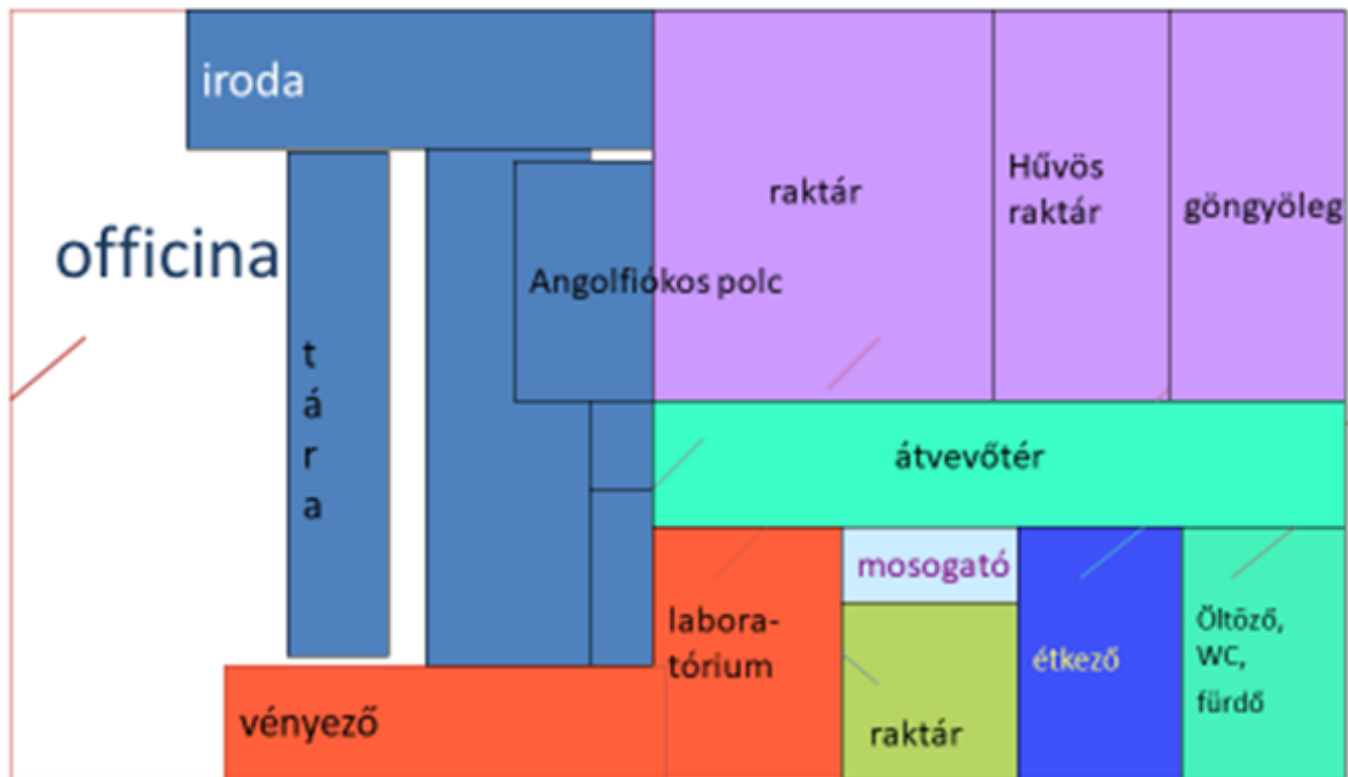 iroda
officina
t
á
r
a
Angolfiókos polc
raktár
Hűvös
raktár
göngyöleg
átvevőtér
vényező
labora-
tórium
mosogató
raktár
étkező
Öltöző,
WC,
fürdő